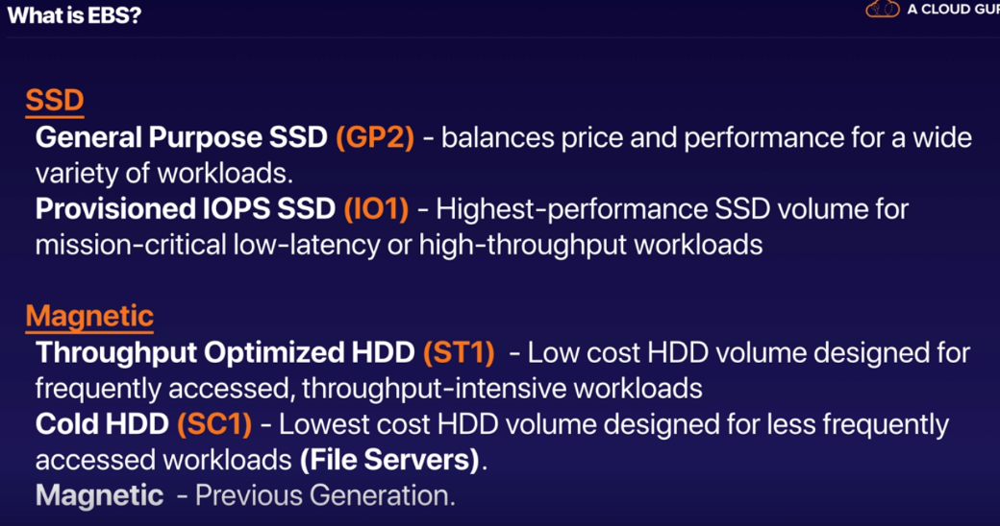 What is EBS?
A CLOUD GUR
SSD
General Purpose SSD (GP2) - balances price and performance for a wide
variety of workloads.
Provisioned IOPS SSD (IO1) - Highest-performance SSD volume for
mission-critical low-latency or high-throughput workloads
Magnetic
Throughput Optimized HDD (ST1) - Low cost HDD volume designed for
frequently accessed, throughput-intensive workloads
Cold HDD (SC1) - Lowest cost HDD volume designed for less frequently
accessed workloads (File Servers).
Magnetic - Previous Generation.